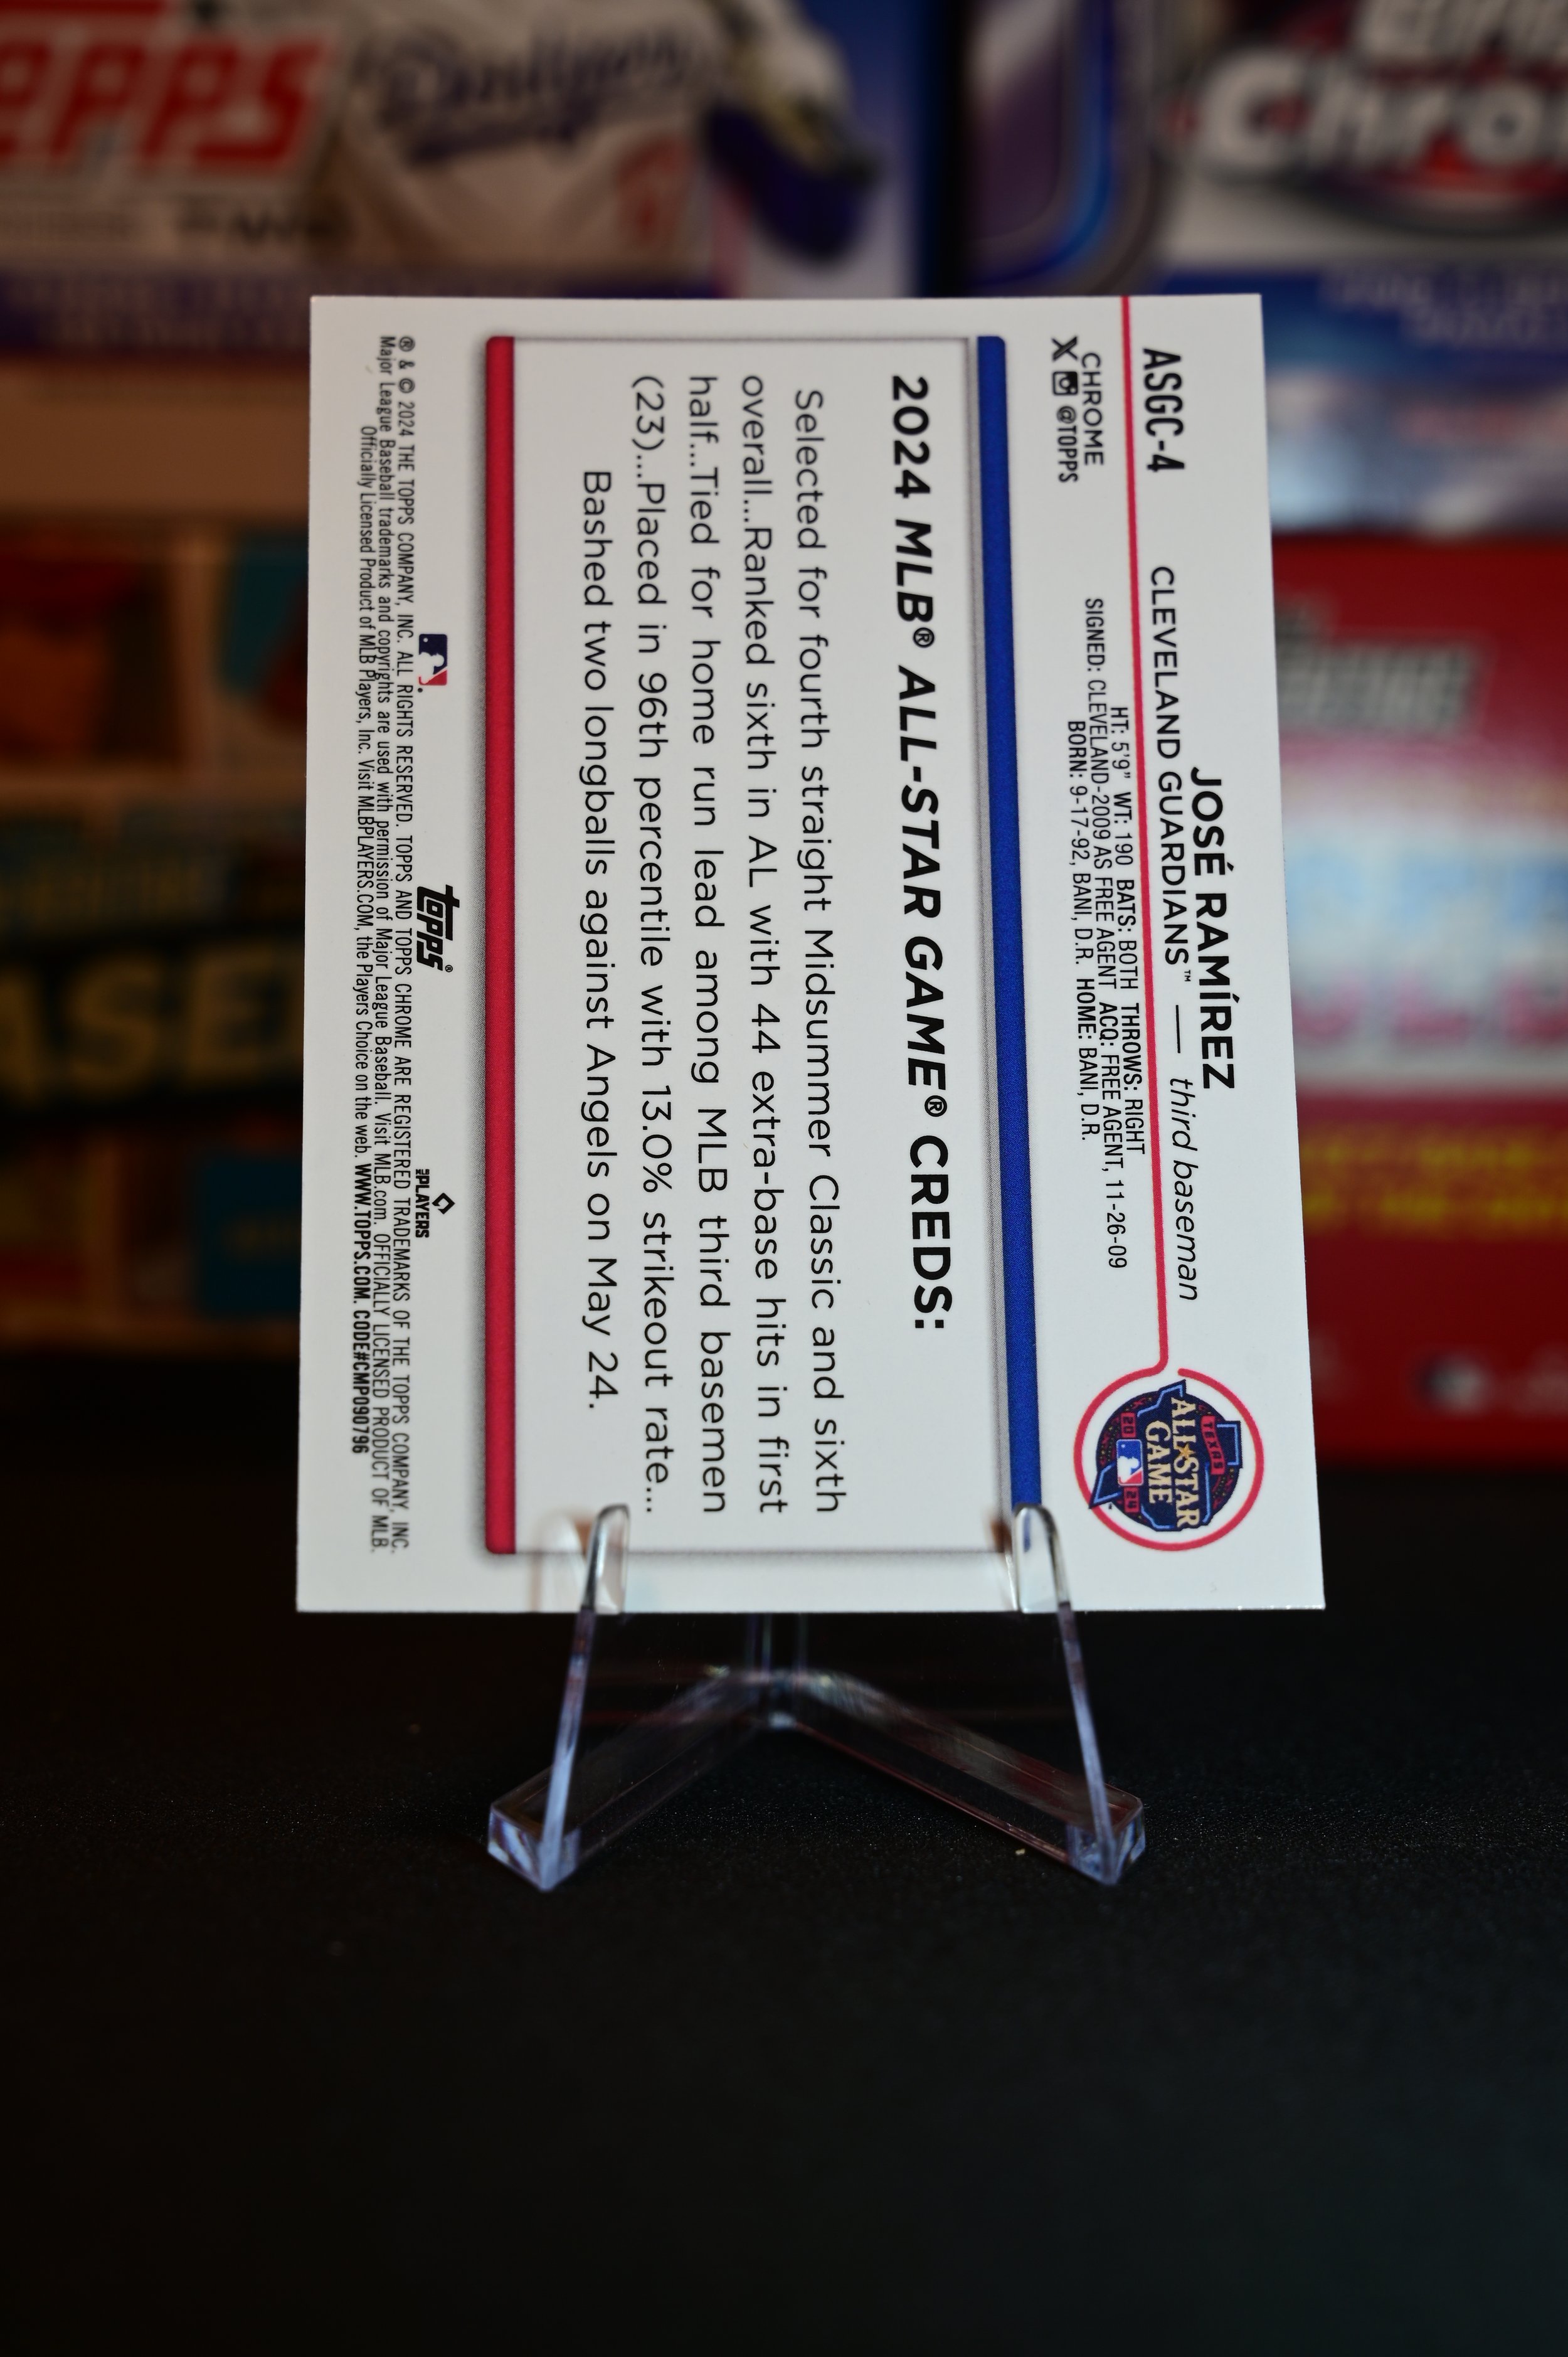 ASGC-4
JOSÉ RAMÍREZ
CLEVELAND GUARDIANS™ — third baseman
CHROME
X @TOPPS
HT: 5'9" WT: 190 BATS: BOTH THROWS: RIGHT
SIGNED: CLEVELAND-2009 AS FREE AGENT ACQ: FREE AGENT, 11-26-09
BORN: 9-17-92, BANI, D.R. HOME: BANI, D.R.
TEXAS
ALL★STAR
GAME
20 24
2024 MLB® ALL-STAR GAME® CREDS:
Selected for fourth straight Midsummer Classic and sixth
overall...Ranked sixth in AL with 44 extra-base hits in first
half...Tied for home run lead among MLB third basemen
(23)...Placed in 96th percentile with 13.0% strikeout rate...
Bashed two longballs against Angels on May 24.
topps®
MLB PLAYERS
® & © 2024 THE TOPPS COMPANY, INC. ALL RIGHTS RESERVED. TOPPS AND TOPPS CHROME ARE REGISTERED TRADEMARKS OF THE TOPPS COMPANY, INC.
Major League Baseball trademarks and copyrights are used with permission of Major League Baseball. Visit MLB.com. OFFICIALLY LICENSED PRODUCT OF MLB.
Officially Licensed Product of MLB Players, Inc. Visit MLBPLAYERS.COM, the Players Choice on the web. WWW.TOPPS.COM. CODE#CMP090796
Dodgers